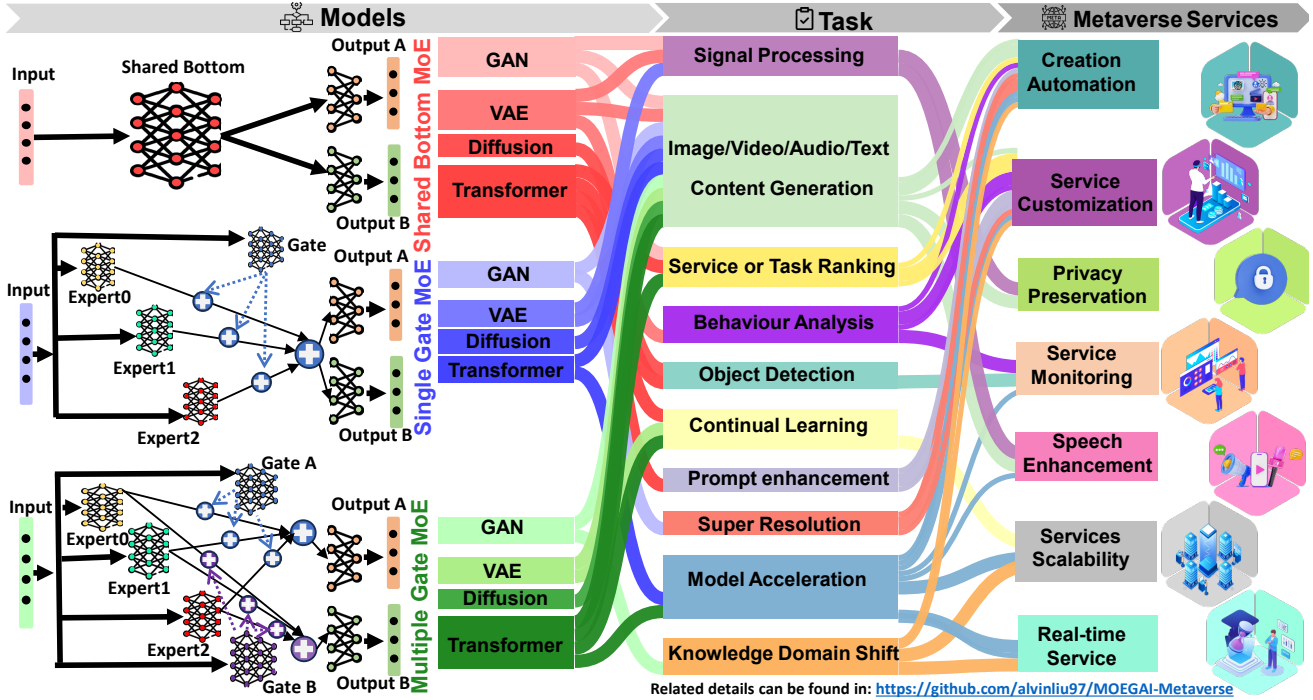 Models
Task
Metaverse Services
META
Input
Shared Bottom
Output A
Output B
Shared Bottom MoE
GAN
VAE
Diffusion
Transformer
Input
Gate
Expert0
Expert1
Expert2
Output A
Output B
Single Gate MoE
GAN
VAE
Diffusion
Transformer
Input
Gate A
Expert0
Expert1
Expert2
Gate B
Output A
Output B
Multiple Gate MoE
GAN
VAE
Diffusion
Transformer
Signal Processing
Image/Video/Audio/Text
Content Generation
Service or Task Ranking
Behaviour Analysis
Object Detection
Continual Learning
Prompt enhancement
Super Resolution
Model Acceleration
Knowledge Domain Shift
Creation
Automation
Service
Customization
Privacy
Preservation
Service
Monitoring
Speech
Enhancement
Services
Scalability
Real-time
Service
Related details can be found in: https://github.com/alvinliu97/MOEGAI-Metaverse